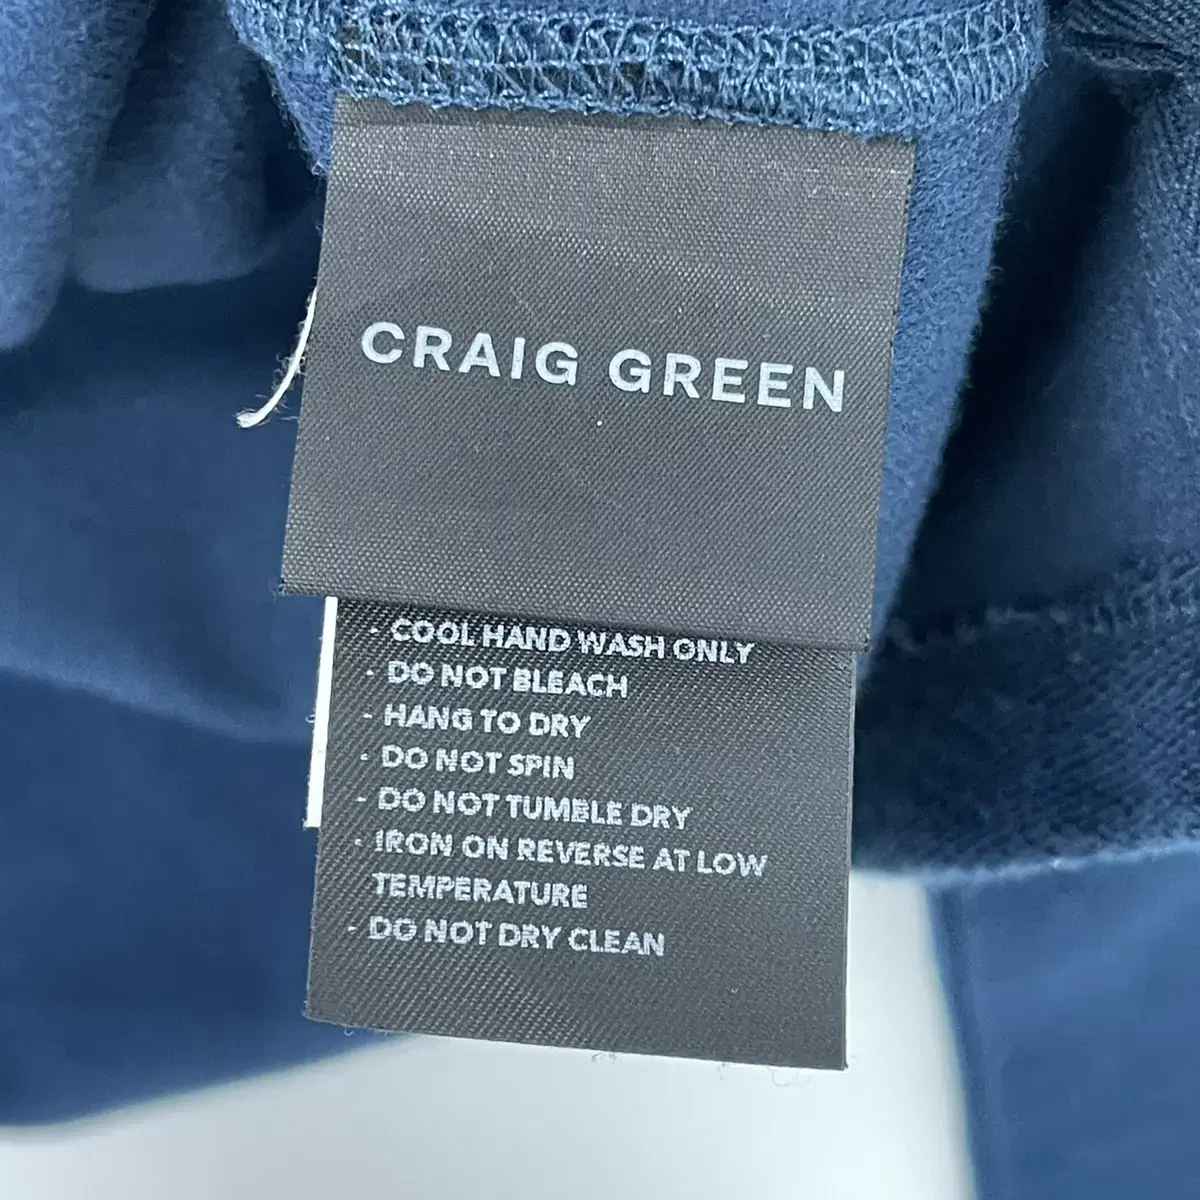 CRAIG GREEN
- COOL HAND WASH ONLY
- DO NOT BLEACH
- HANG TO DRY
- DO NOT SPIN
- DO NOT TUMBLE DRY
- IRON ON REVERSE AT LOW
TEMPERATURE
- DO NOT DRY CLEAN